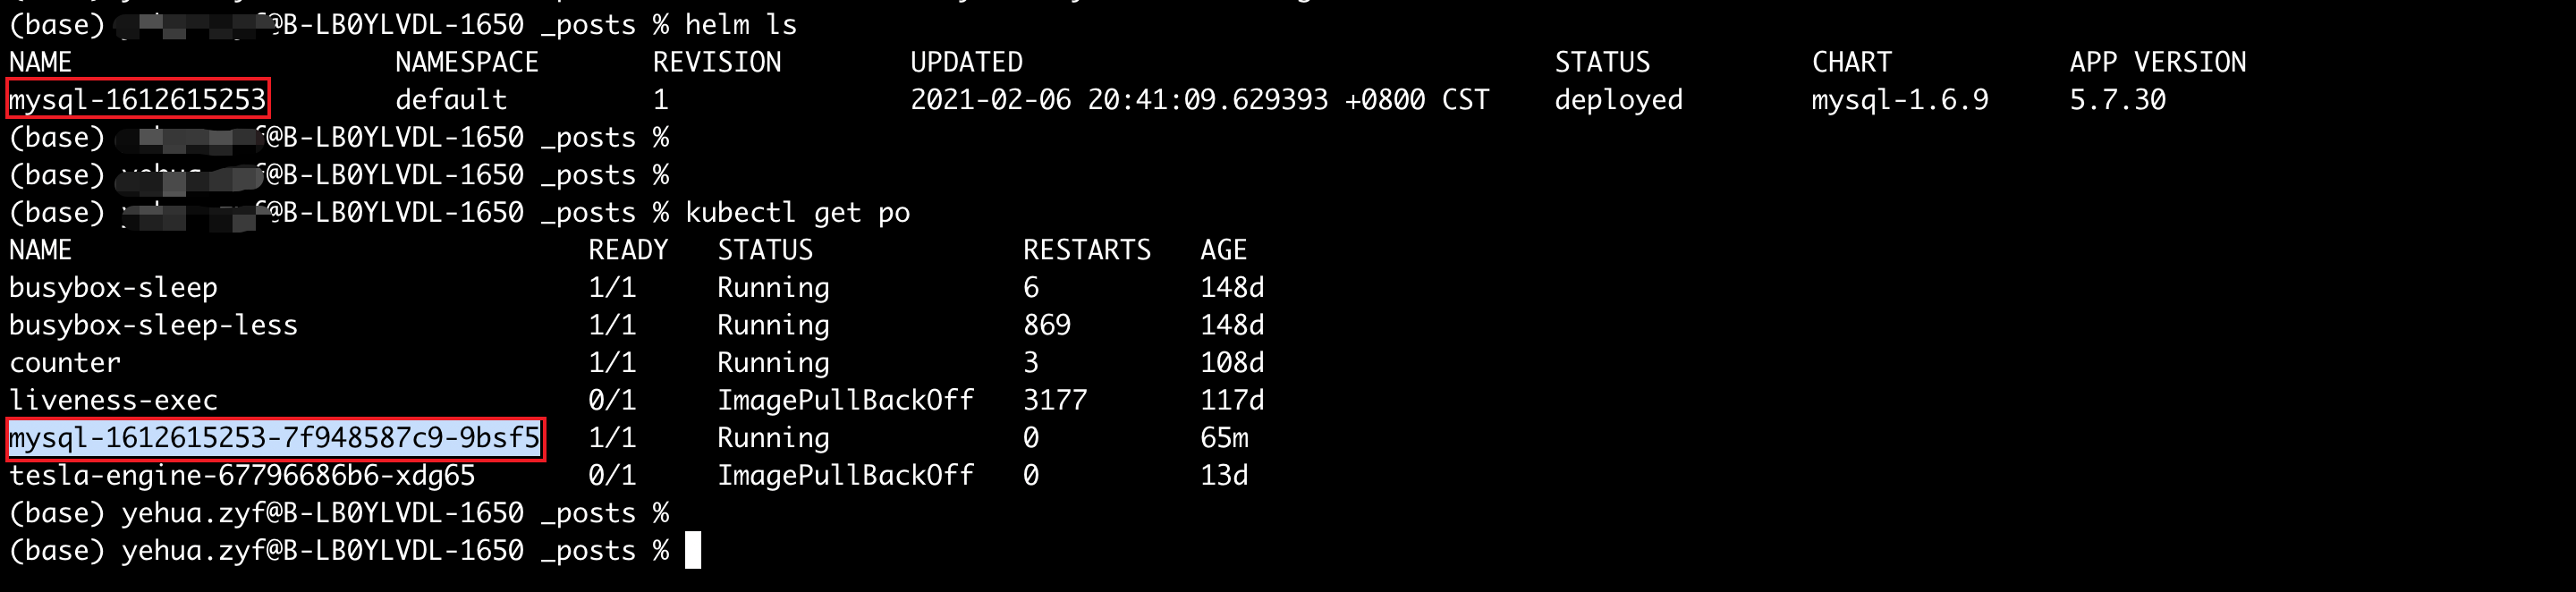 (base) @B-LB0YLVDL-1650 _posts % helm ls
NAME NAMESPACE REVISION UPDATED STATUS CHART APP VERSION
mysql-1612615253 default 1 2021-02-06 20:41:09.629393 +0800 CST deployed mysql-1.6.9 5.7.30
(base) @B-LB0YLVDL-1650 _posts %
(base) @B-LB0YLVDL-1650 _posts %
(base) @B-LB0YLVDL-1650 _posts % kubectl get po
NAME READY STATUS RESTARTS AGE
busybox-sleep 1/1 Running 6 148d
busybox-sleep-less 1/1 Running 869 148d
counter 1/1 Running 3 108d
liveness-exec 0/1 ImagePullBackOff 3177 117d
mysql-1612615253-7f948587c9-9bsf5 1/1 Running 0 65m
tesla-engine-67796686b6-xdg65 0/1 ImagePullBackOff 0 13d
(base) yehua.zyf@B-LB0YLVDL-1650 _posts %
(base) yehua.zyf@B-LB0YLVDL-1650 _posts %